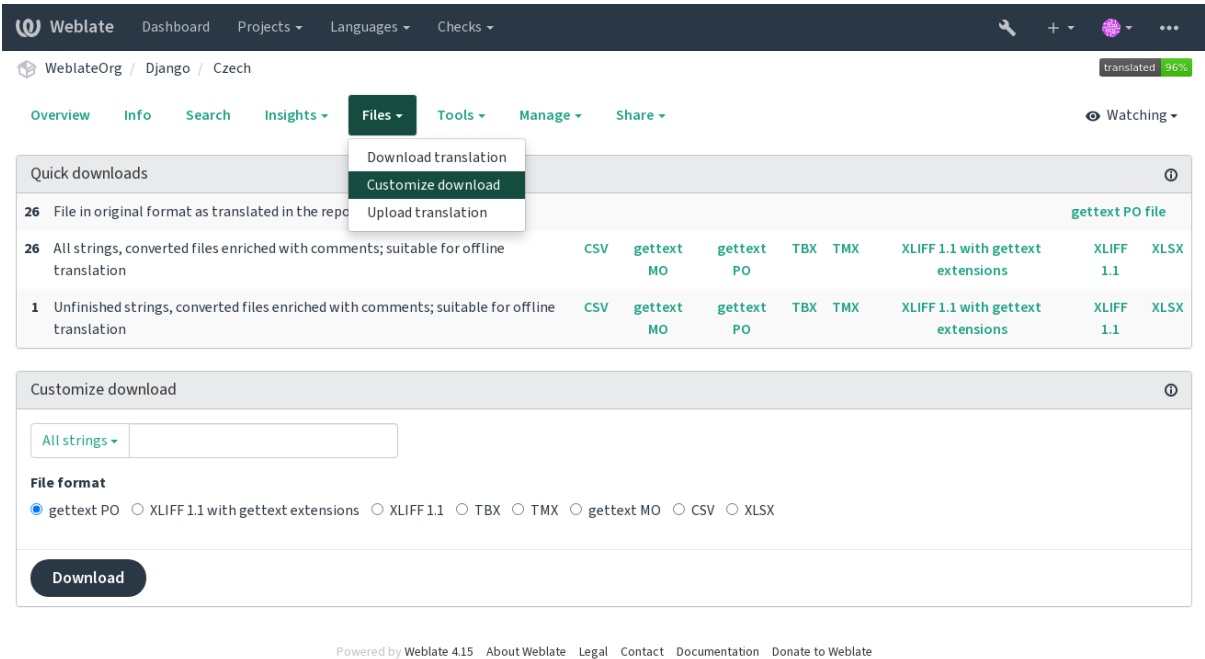 Weblate Dashboard Projects Languages Checks
WeblateOrg / Django / Czech translated 96%
Overview Info Search Insights Files Tools Manage Share Watching
Download translation
Customize download
Upload translation
Quick downloads
26 File in original format as translated in the repo gettext PO file
26 All strings, converted files enriched with comments; suitable for offline CSV gettext gettext TBX TMX XLIFF 1.1 with gettext XLIFF XLSX
translation MO PO extensions 1.1
1 Unfinished strings, converted files enriched with comments; suitable for offline CSV gettext gettext TBX TMX XLIFF 1.1 with gettext XLIFF XLSX
translation MO PO extensions 1.1
Customize download
All strings
File format
gettext PO XLIFF 1.1 with gettext extensions XLIFF 1.1 TBX TMX gettext MO CSV XLSX
Download
Powered by Weblate 4.15 About Weblate Legal Contact Documentation Donate to Weblate